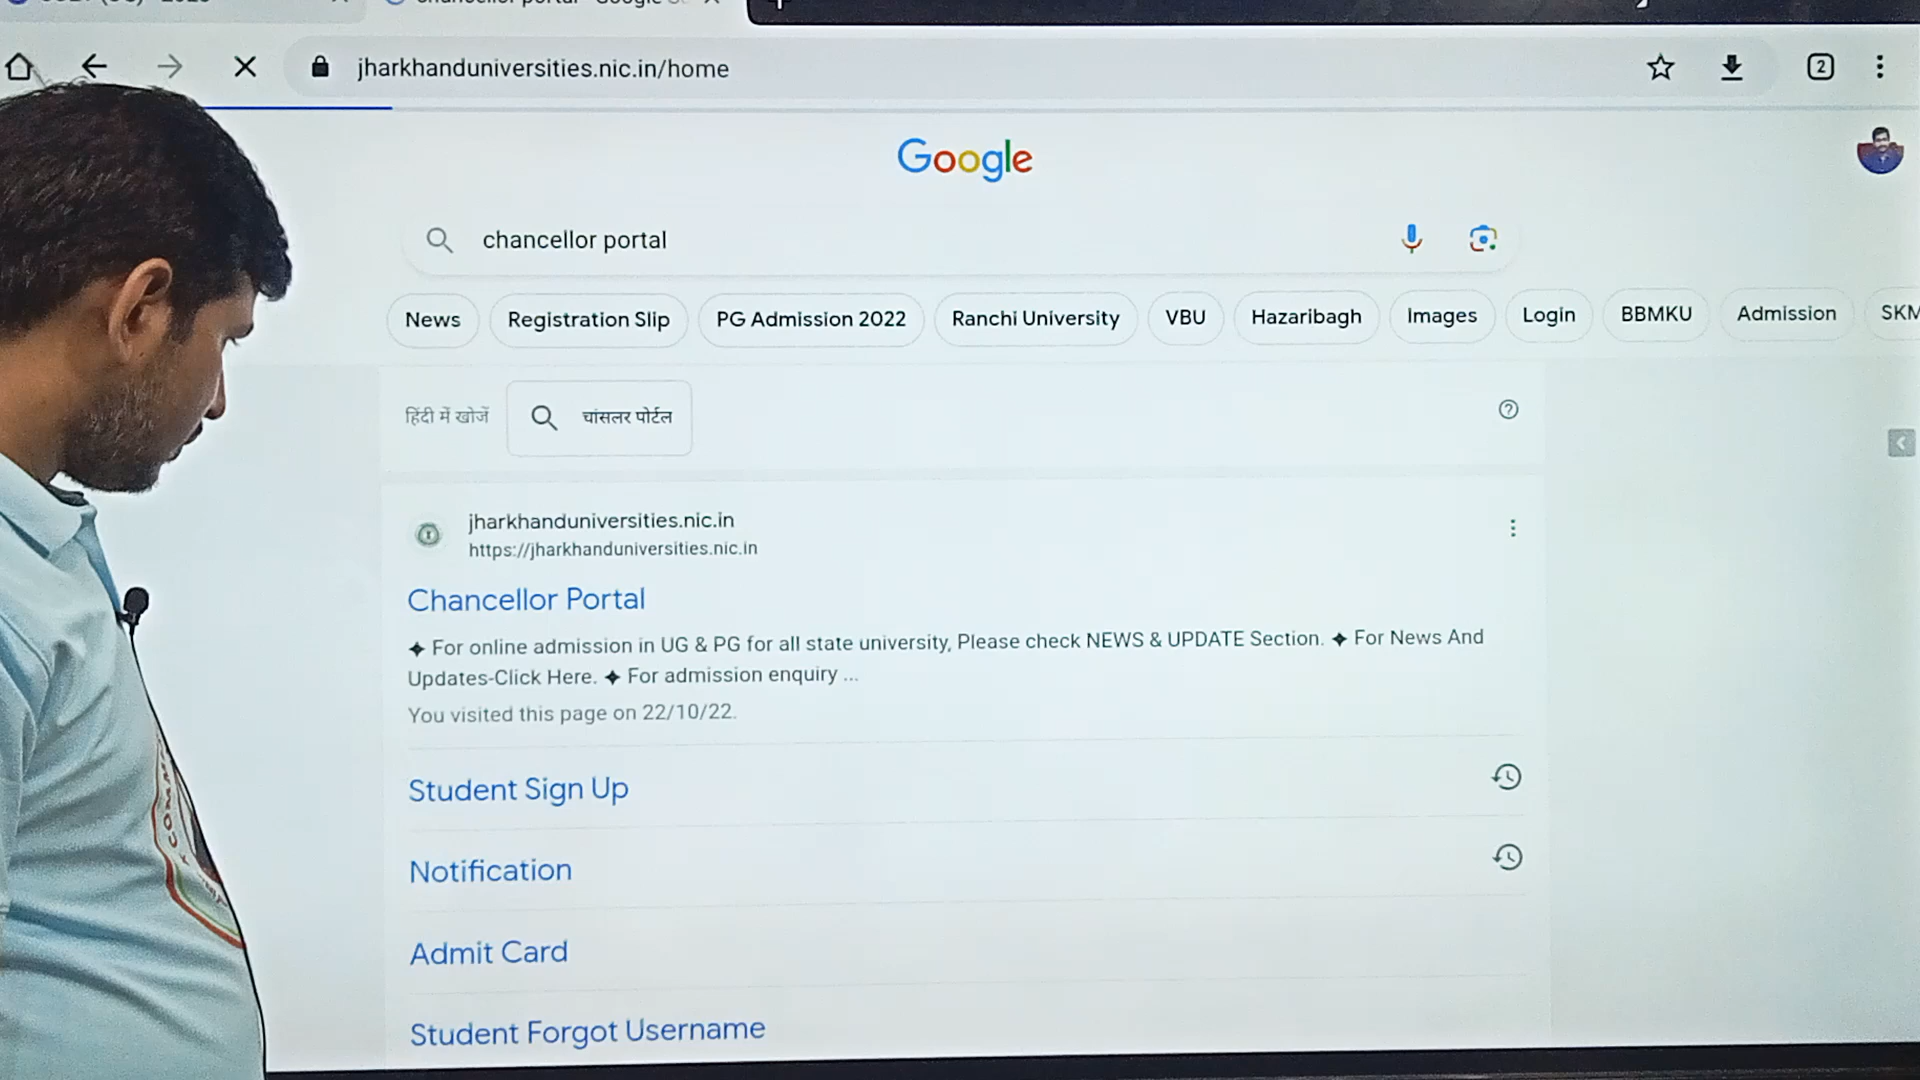 jharkhanduniversities.nic.in/home
2
Google
chancellor portal
News Registration Slip PG Admission 2022 Ranchi University VBU Hazaribagh Images Login BBMKU Admission SKM
हिंदी में खोजें चांसलर पोर्टल
jharkhanduniversities.nic.in
https://jharkhanduniversities.nic.in
Chancellor Portal
✦ For online admission in UG & PG for all state university, Please check NEWS & UPDATE Section. ✦ For News And
Updates-Click Here. ✦ For admission enquiry ...
You visited this page on 22/10/22.
Student Sign Up
Notification
Admit Card
Student Forgot Username